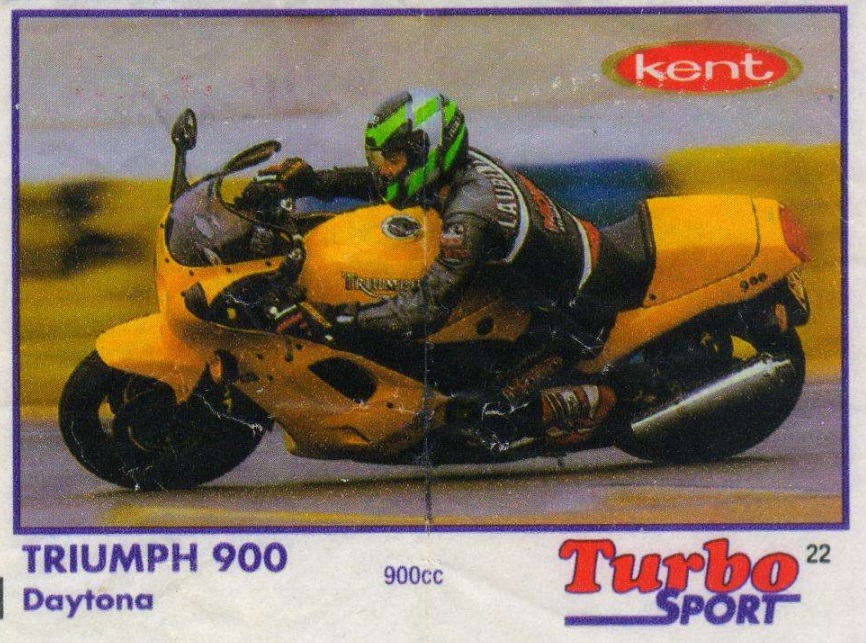 kent
TRIUMPH
900
TRIUMPH 900
Daytona
900cc
Turbo
SPORT
22